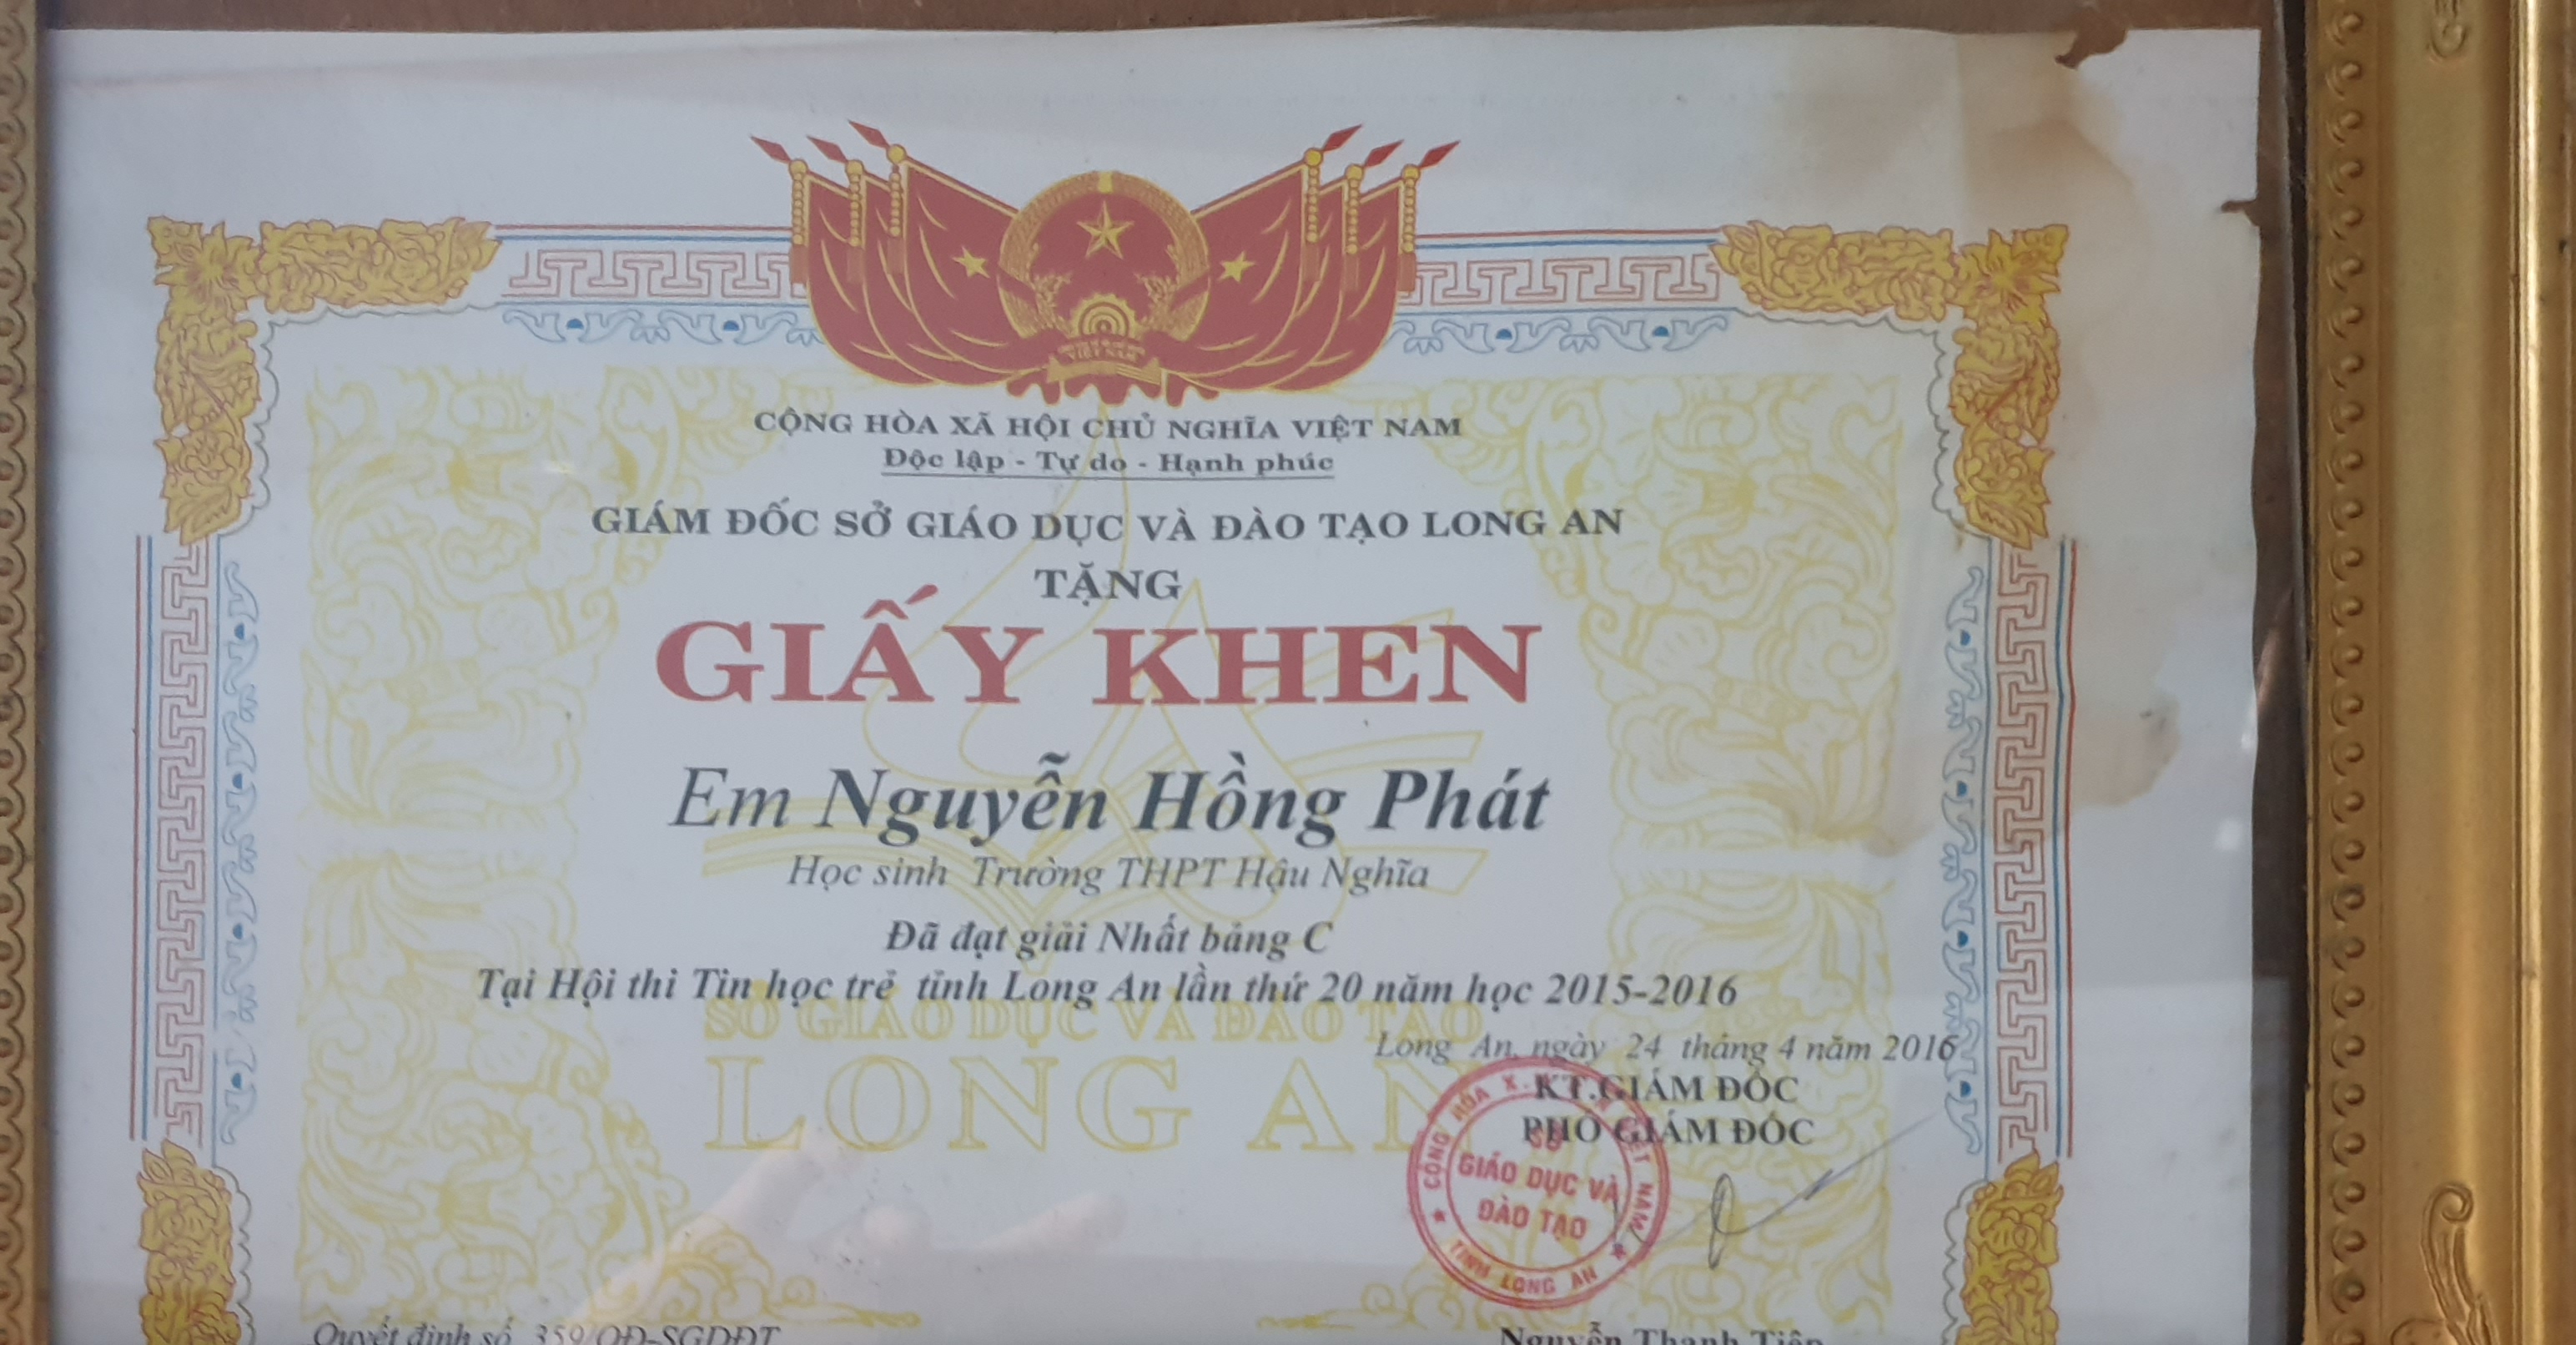 VIỆT NAM
CỘNG HÒA XÃ HỘI CHỦ NGHĨA VIỆT NAM
Độc lập - Tự do - Hạnh phúc
GIÁM ĐỐC SỞ GIÁO DỤC VÀ ĐÀO TẠO LONG AN
TẶNG
GIẤY KHEN
Em Nguyễn Hồng Phát
Học sinh Trường THPT Hậu Nghĩa
Đã đạt giải Nhất bảng C
Tại Hội thi Tin học trẻ tỉnh Long An lần thứ 20 năm học 2015-2016
SỞ GIÁO DỤC VÀ ĐÀO TẠO
LONG AN
Long An, ngày 24 tháng 4 năm 2016
KT.GIÁM ĐỐC
PHÓ GIÁM ĐỐC
CỘNG HÒA X. VIỆT NAM
SỞ
GIÁO DỤC VÀ
ĐÀO TẠO
TỈNH LONG AN
Quyết định số 359/QĐ-SGDĐT
Nguyễn Thanh Tiệp